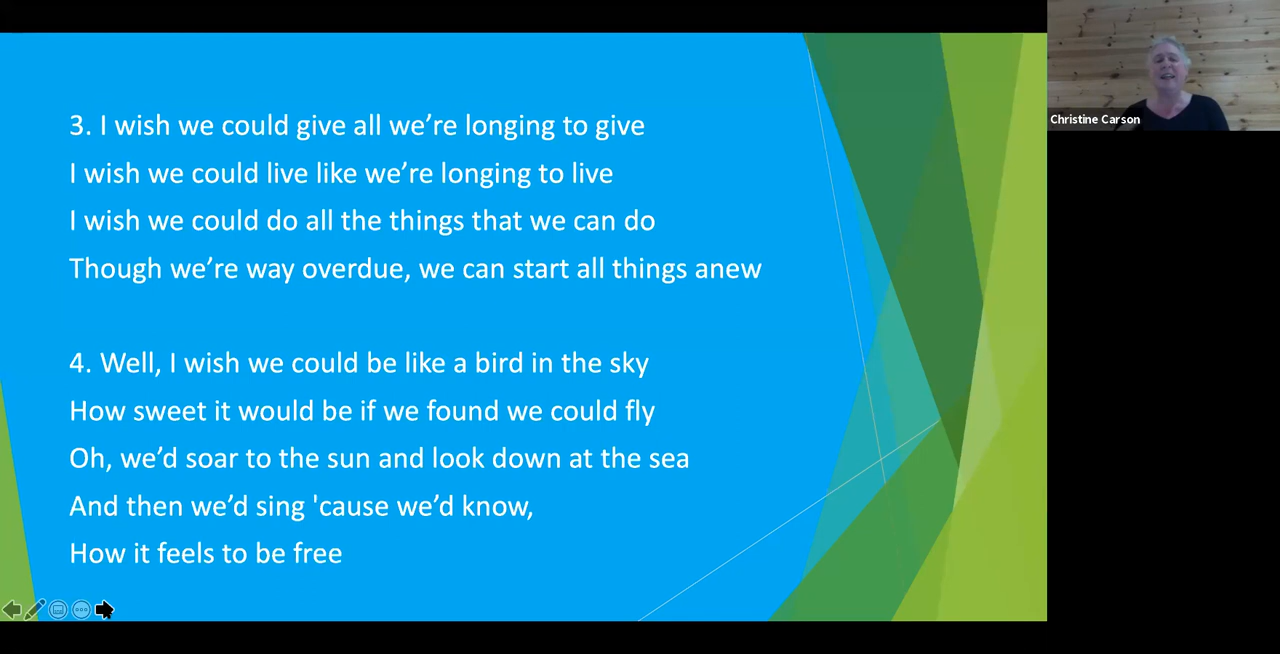 3. I wish we could give all we’re longing to give
I wish we could live like we’re longing to live
I wish we could do all the things that we can do
Though we’re way overdue, we can start all things anew
4. Well, I wish we could be like a bird in the sky
How sweet it would be if we found we could fly
Oh, we’d soar to the sun and look down at the sea
And then we’d sing 'cause we’d know,
How it feels to be free
Christine Carson